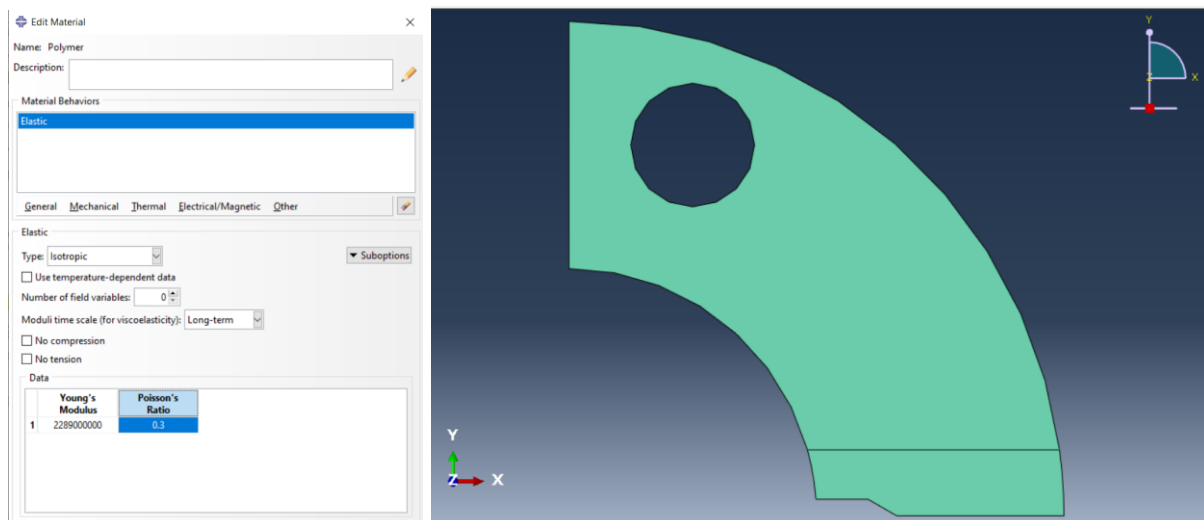 Edit Material
Name: Polymer
Description:
Material Behaviors
Elastic
General Mechanical Thermal Electrical/Magnetic Other
Elastic
Type: Isotropic Suboptions
Use temperature-dependent data
Number of field variables: 0
Moduli time scale (for viscoelasticity): Long-term
No compression
No tension
Data
Young's Modulus Poisson's Ratio
1 2289000000 0.3
Y
Z X
Y
Z X